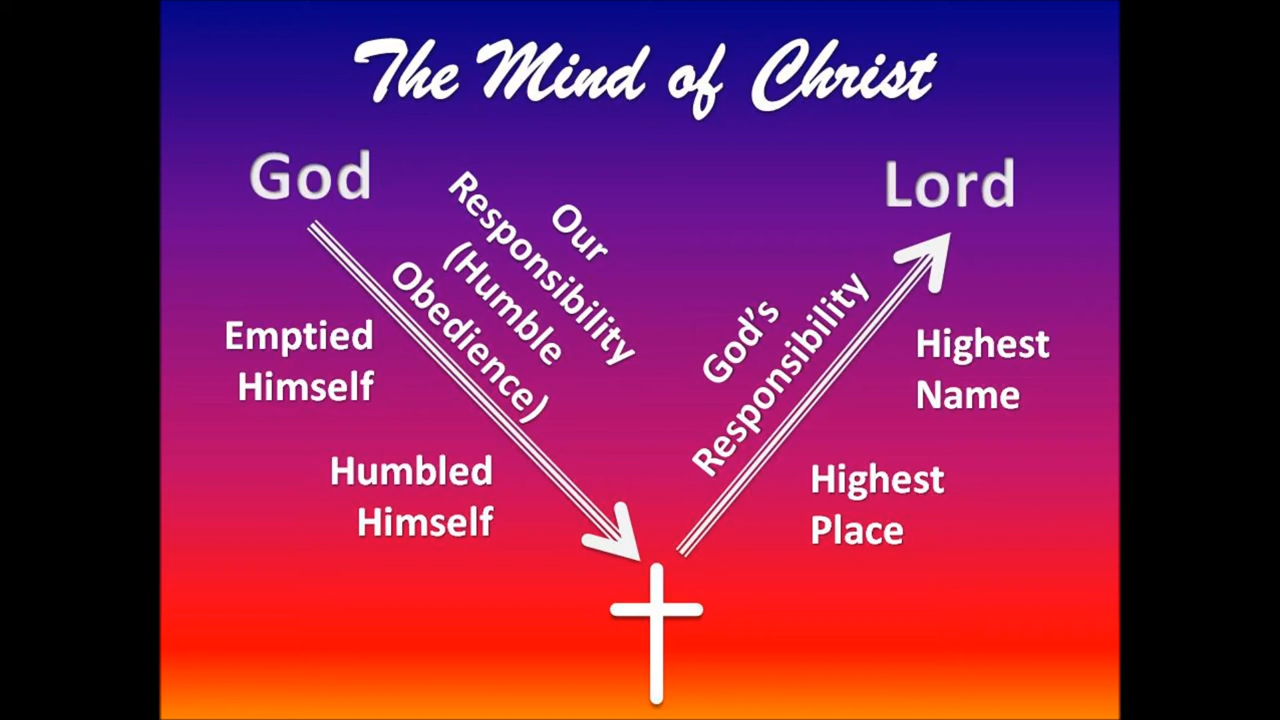 The Mind of Christ
God
Lord
Our
Responsibility
(Humble
Obedience)
God's
Responsibility
Emptied
Himself
Humbled
Himself
Highest
Name
Highest
Place